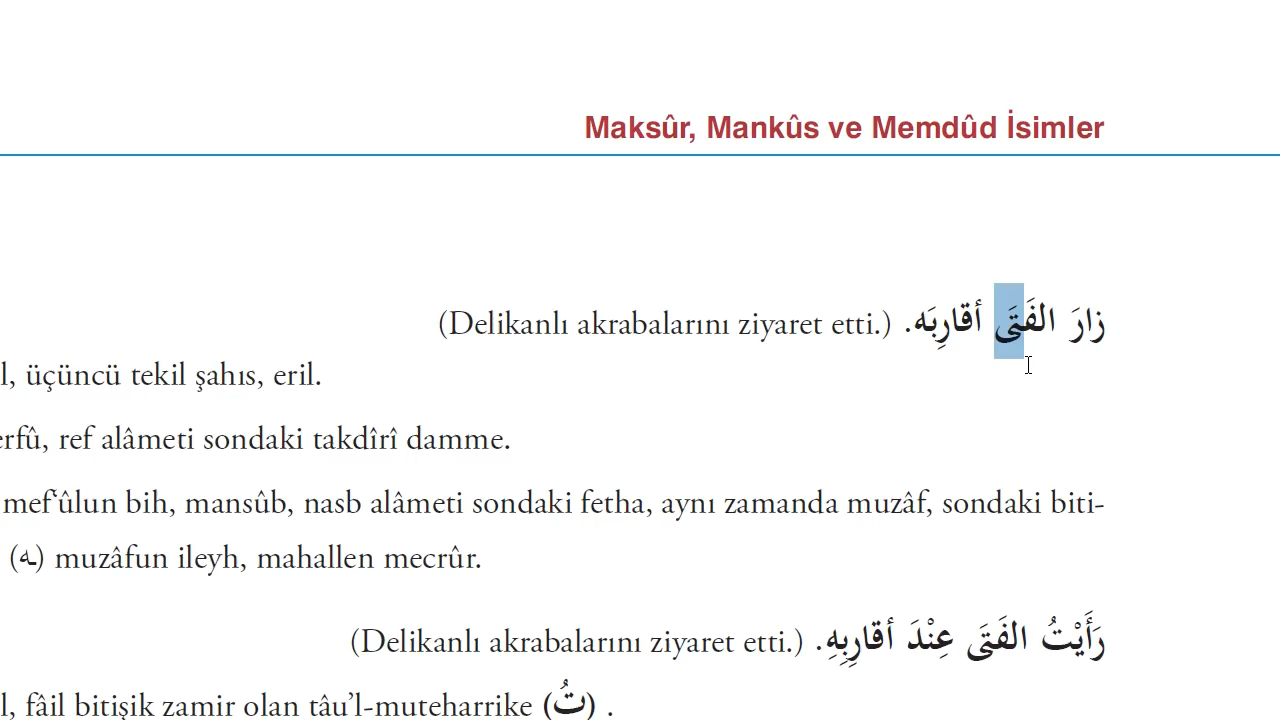 Maksûr, Mankûs ve Memdûd İsimler
زارَ الفَتَى أقارِبَه. (Delikanlı akrabalarını ziyaret etti.)
l, üçüncü tekil şahıs, eril.
erfû, ref alâmeti sondaki takdîrî damme.
mef‘ûlun bih, mansûb, nasb alâmeti sondaki fetha, aynı zamanda muzâf, sondaki biti-
(ـه) muzâfun ileyh, mahallen mecrûr.
رَأَيْتُ الفَتَى عِنْدَ أقارِبِهِ. (Delikanlı akrabalarını ziyaret etti.)
l, fâil bitişik zamir olan tâu’l-muteharrike (تُ) .